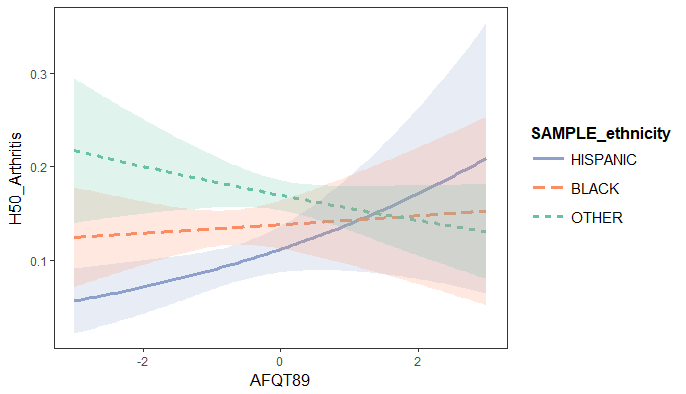 0.3
0.2
0.1
H50_Arthritis
-2
0
2
AFQT89
SAMPLE_ethnicity
HISPANIC
BLACK
OTHER